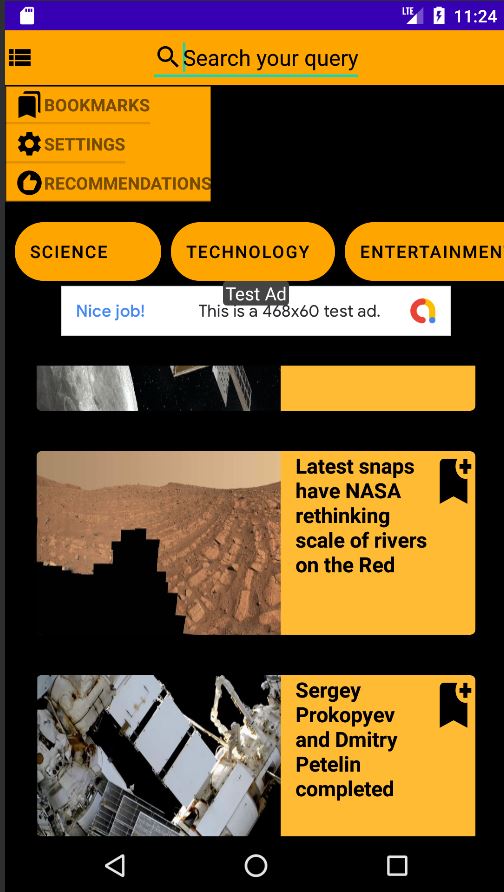 LTE 11:24
Search your query
BOOKMARKS
SETTINGS
RECOMMENDATIONS
SCIENCE TECHNOLOGY ENTERTAINMEN
Test Ad
Nice job! This is a 468x60 test ad.
Latest snaps
have NASA
rethinking
scale of rivers
on the Red
Sergey
Prokopyev
and Dmitry
Petelin
completed